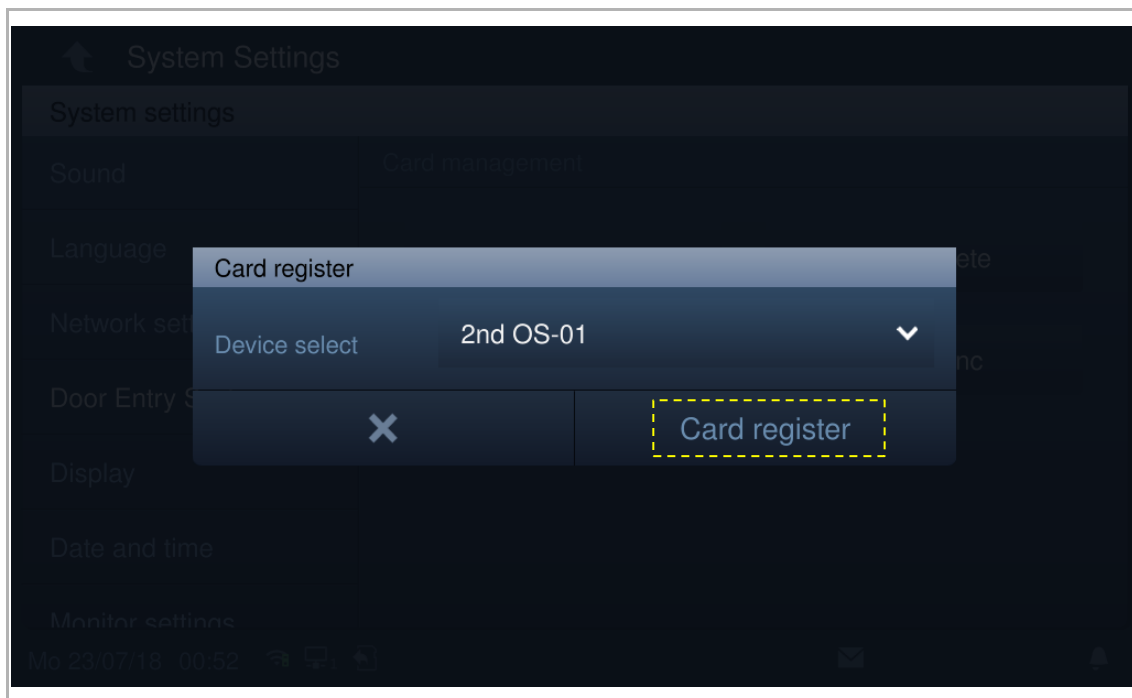 System Settings
System settings
Sound
Card management
Language
ete
Card register
Network sett
Device select
2nd OS-01
nc
Door Entry S
Card register
Display
Date and time
Monitor settings
Mo 23/07/18 00:52